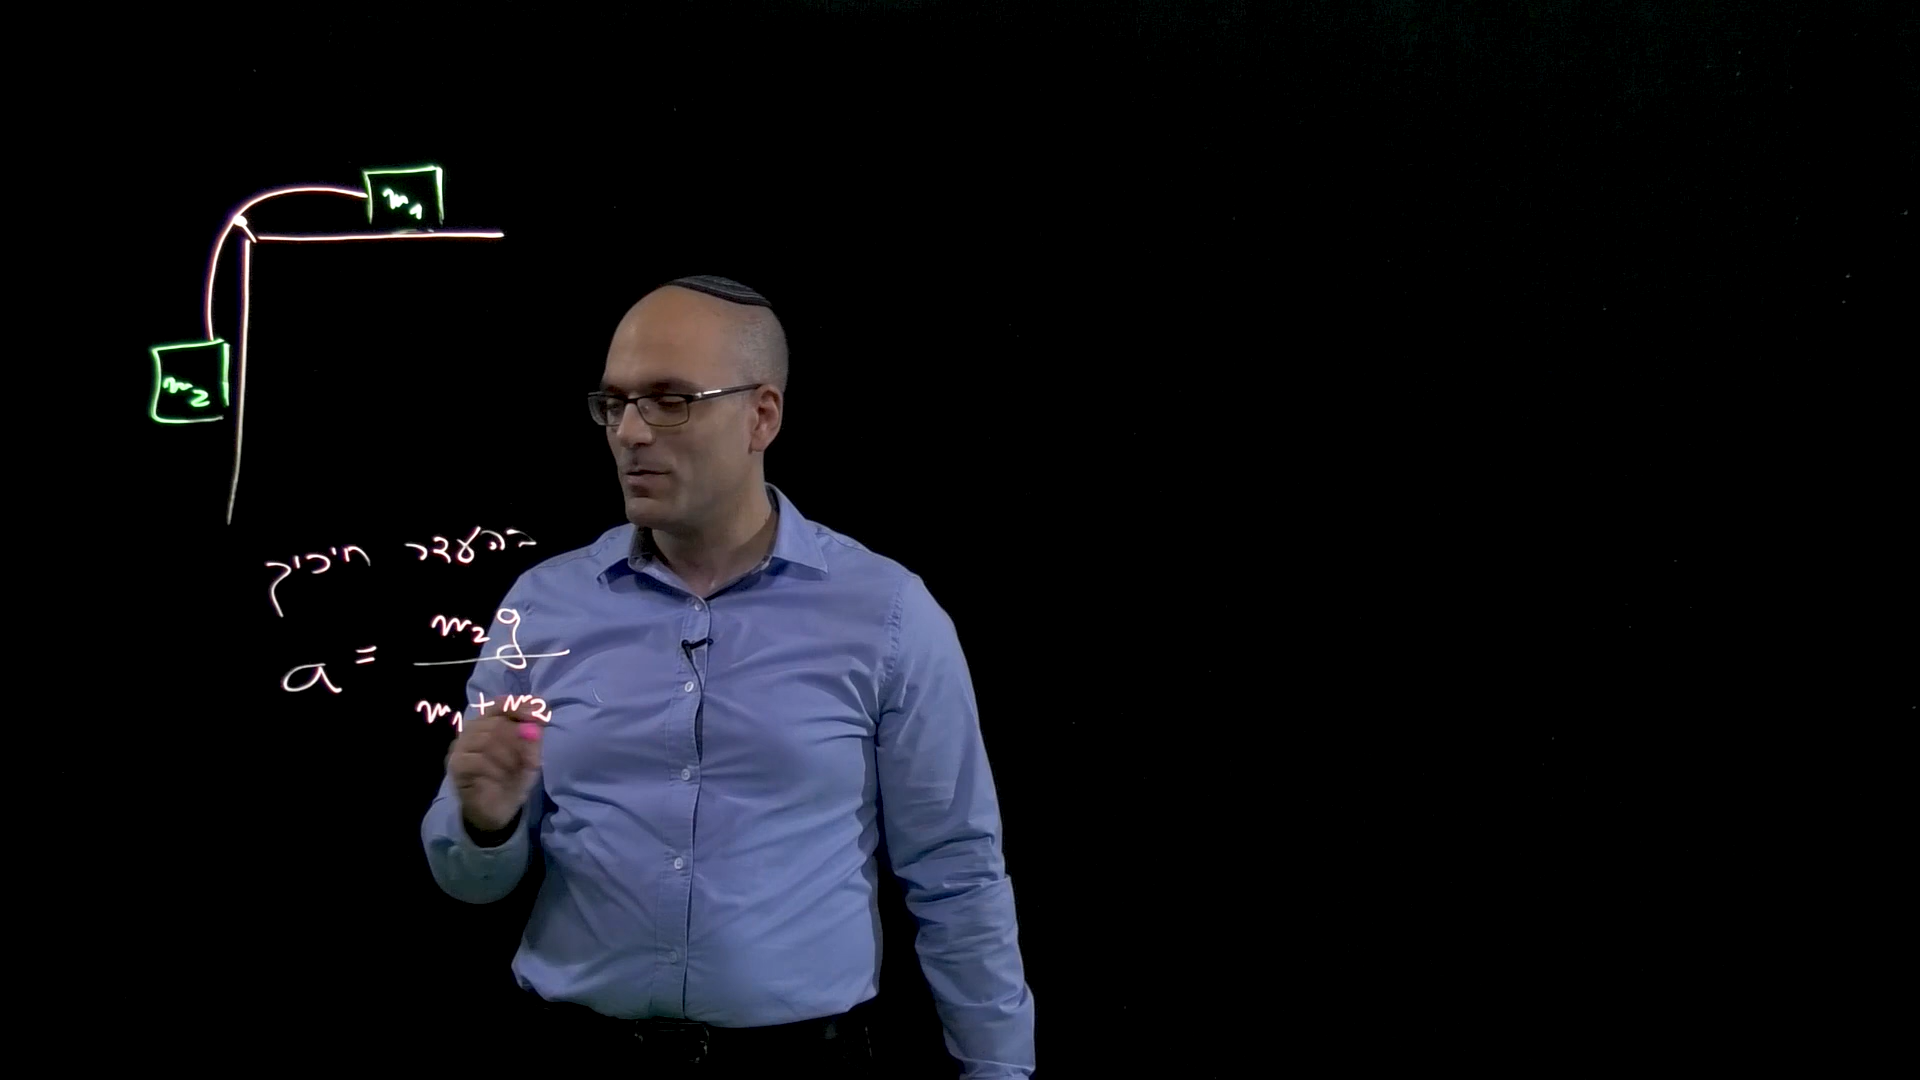 m1
m2
בהעדר חיכוך
a = m2g / m1 + m2